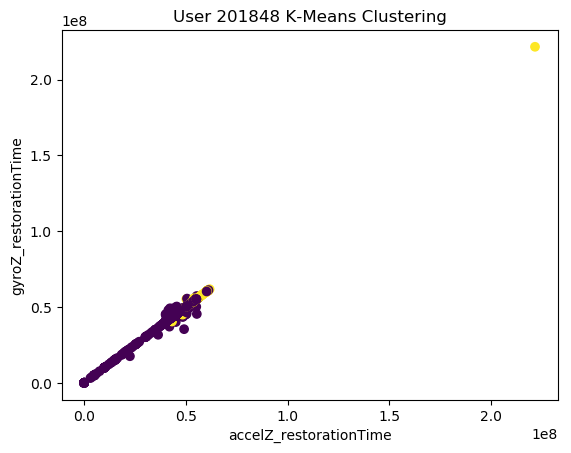 User 201848 K-Means Clustering
1e8
2.0
1.5
1.0
0.5
0.0
gyroZ_restorationTime
0.0 0.5 1.0 1.5 2.0
accelZ_restorationTime
1e8